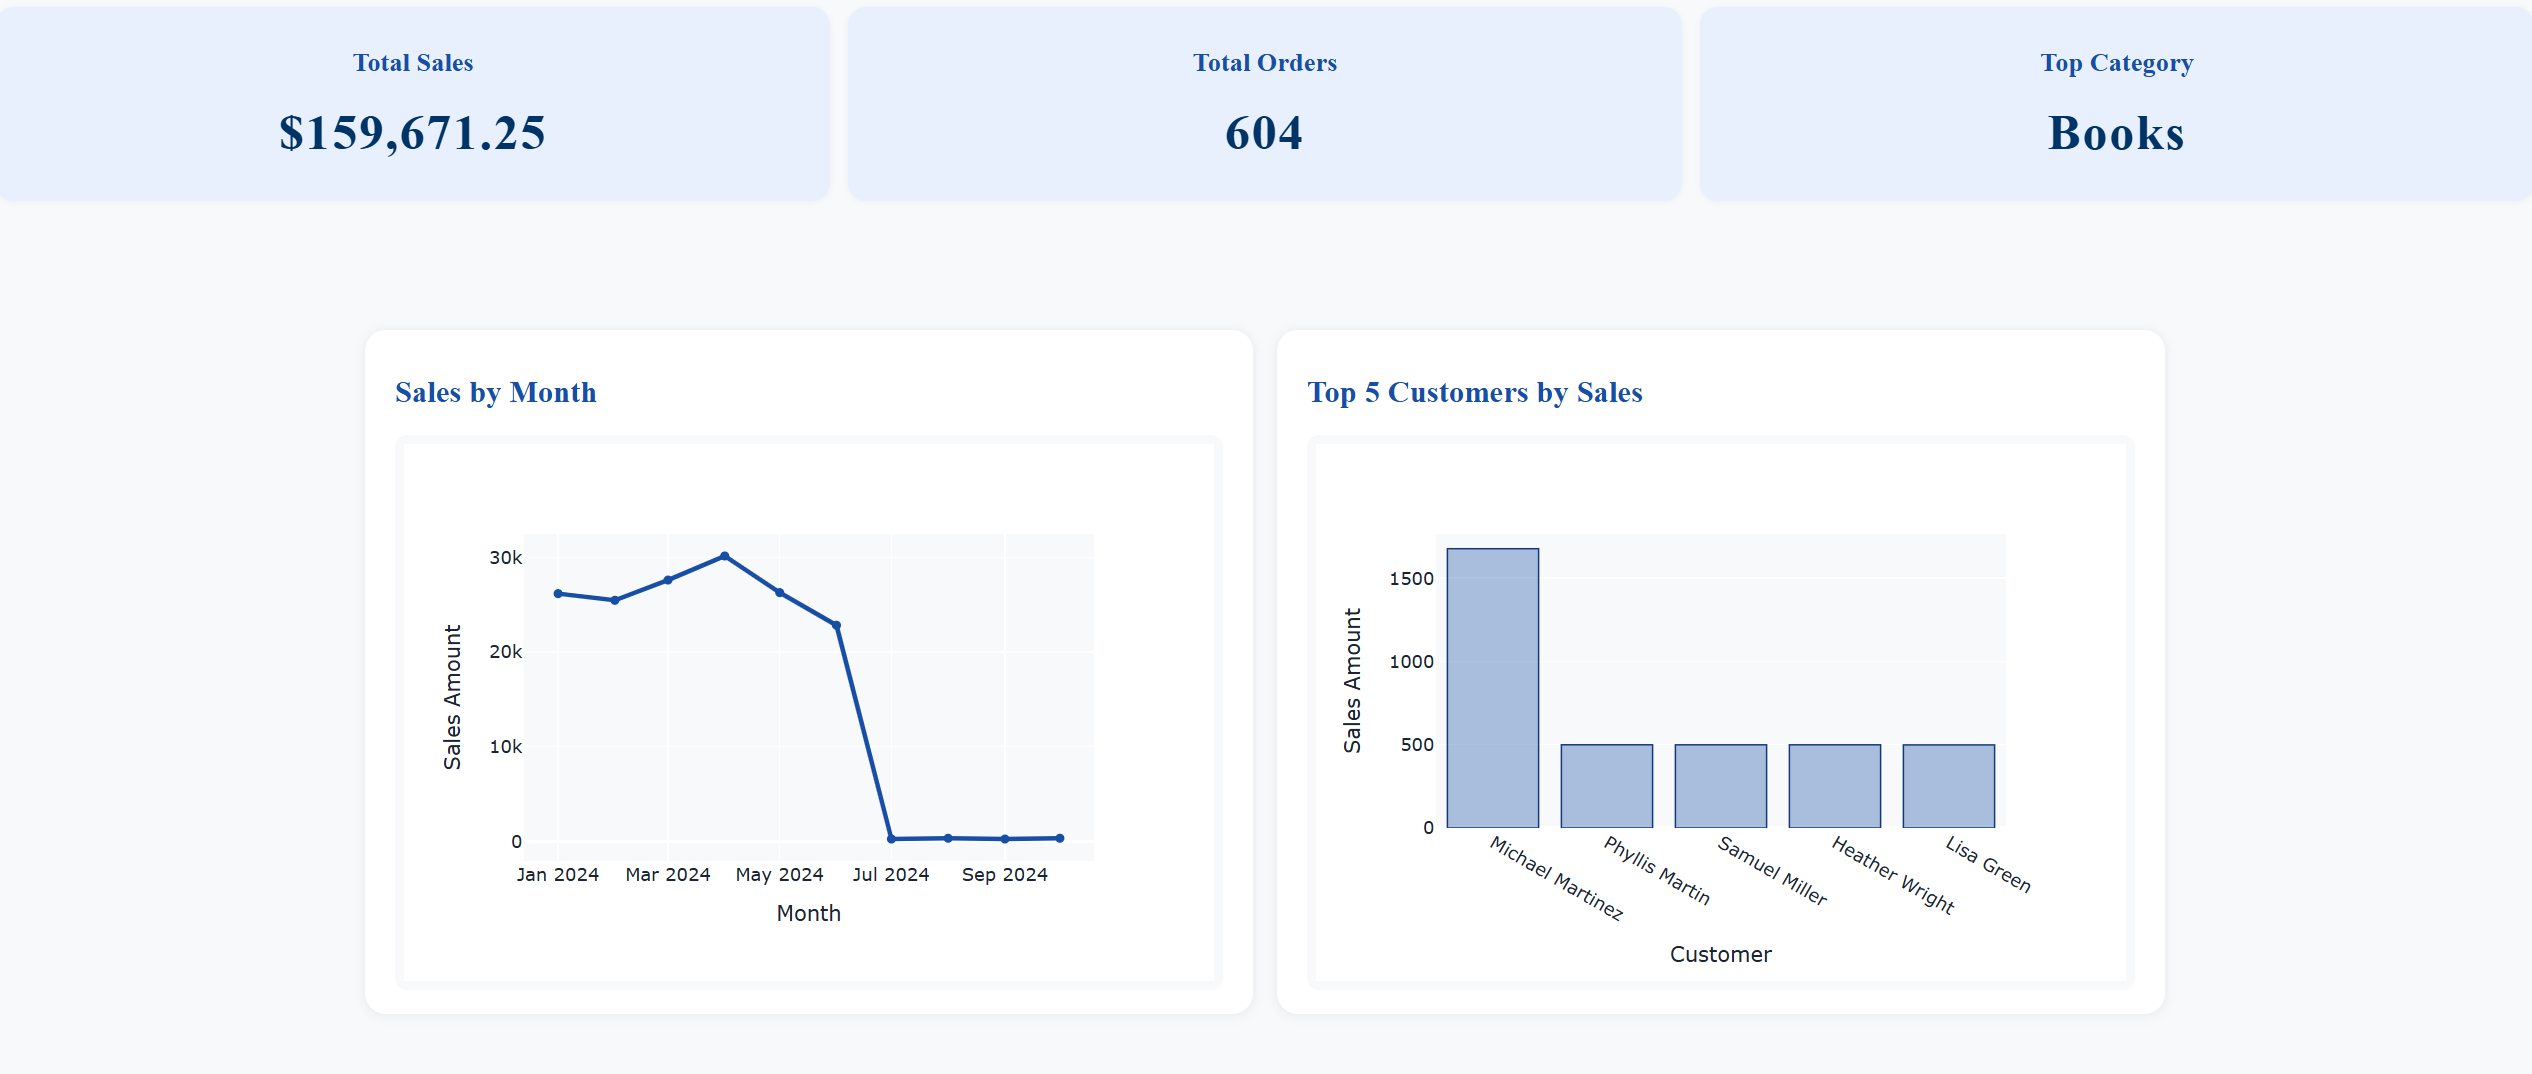 Total Sales
$159,671.25
Total Orders
604
Top Category
Books
Sales by Month
30k
20k
10k
0
Sales Amount
Jan 2024
Mar 2024
May 2024
Jul 2024
Sep 2024
Month
Top 5 Customers by Sales
1500
1000
500
0
Sales Amount
Michael Martinez
Phyllis Martin
Samuel Miller
Heather Wright
Lisa Green
Customer